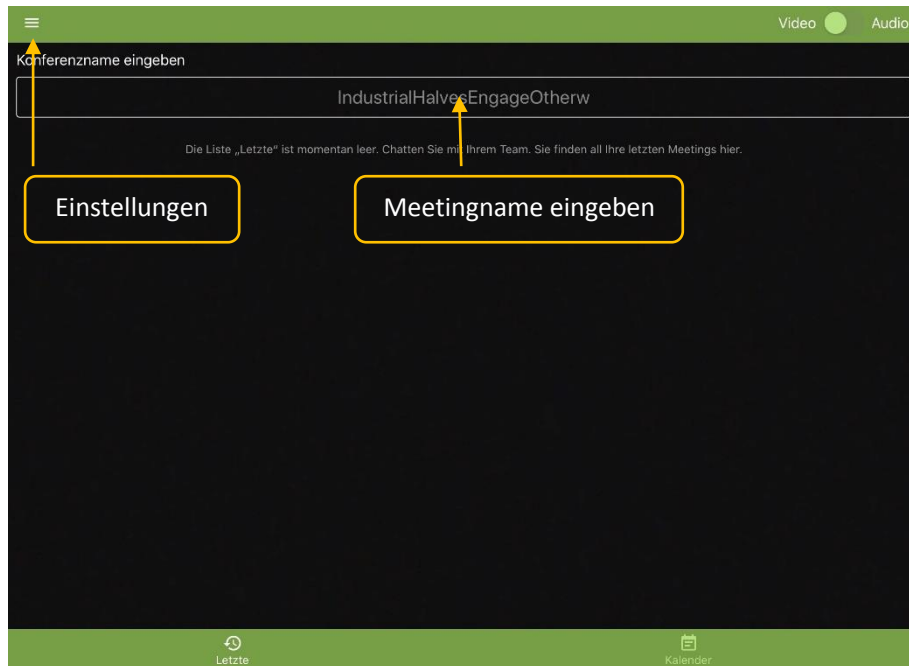 Video Audio
Konferenzname eingeben
IndustrialHalvesEngageOtherw
Die Liste „Letzte“ ist momentan leer. Chatten Sie mit Ihrem Team. Sie finden all Ihre letzten Meetings hier.
Einstellungen
Meetingname eingeben
Letzte
Kalender